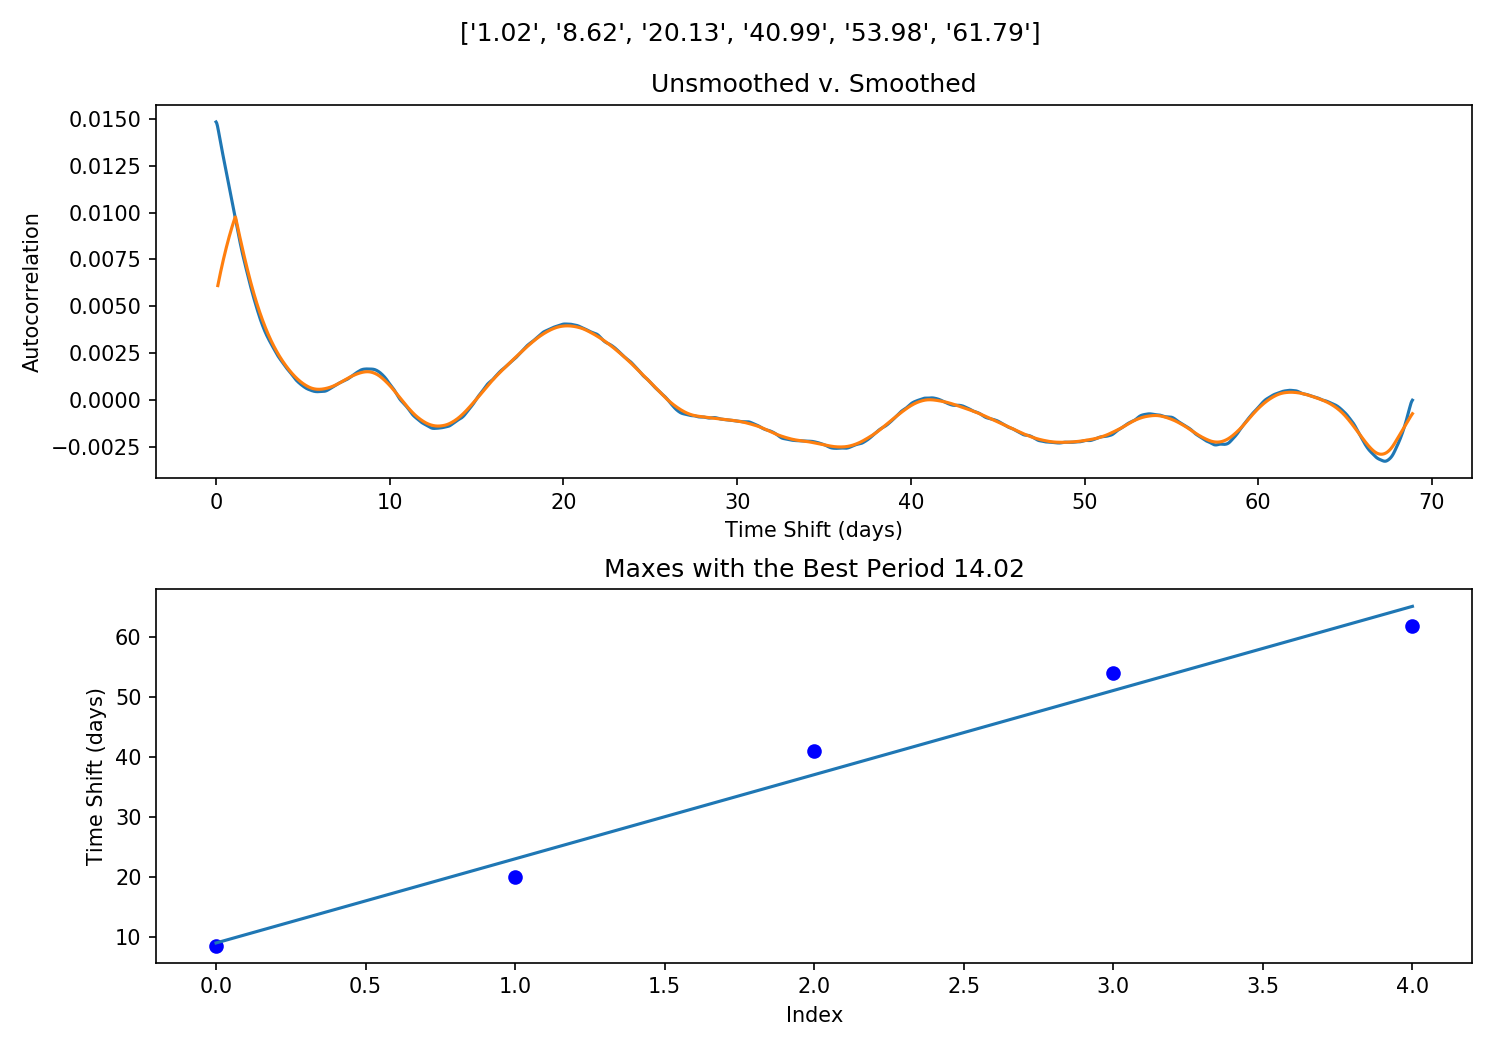 ['1.02', '8.62', '20.13', '40.99', '53.98', '61.79']
Unsmoothed v. Smoothed
0.0150
0.0125
0.0100
0.0075
0.0050
0.0025
0.0000
−0.0025
Autocorrelation
0 10 20 30 40 50 60 70
Time Shift (days)
Maxes with the Best Period 14.02
60
50
40
30
20
10
Time Shift (days)
0.0 0.5 1.0 1.5 2.0 2.5 3.0 3.5 4.0
Index